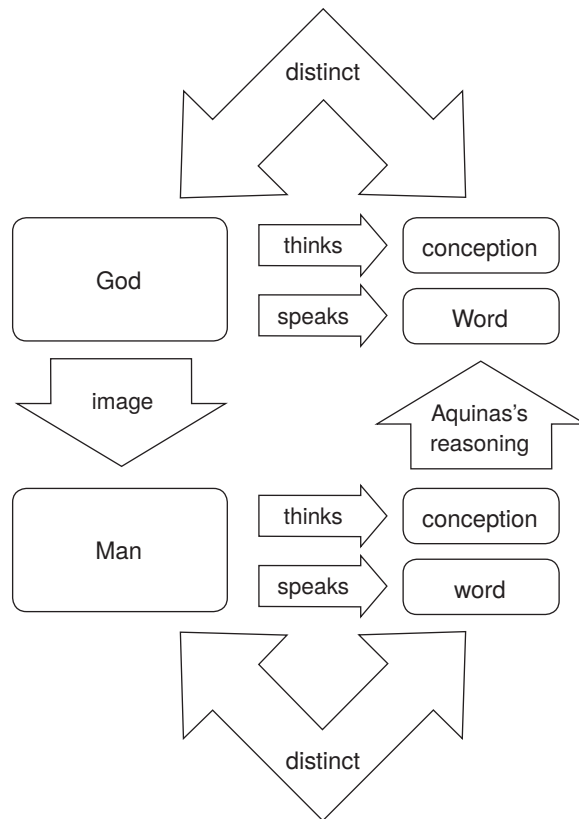 distinct
thinks
conception
God
speaks
Word
image
Aquinas's
reasoning
thinks
conception
Man
speaks
word
distinct